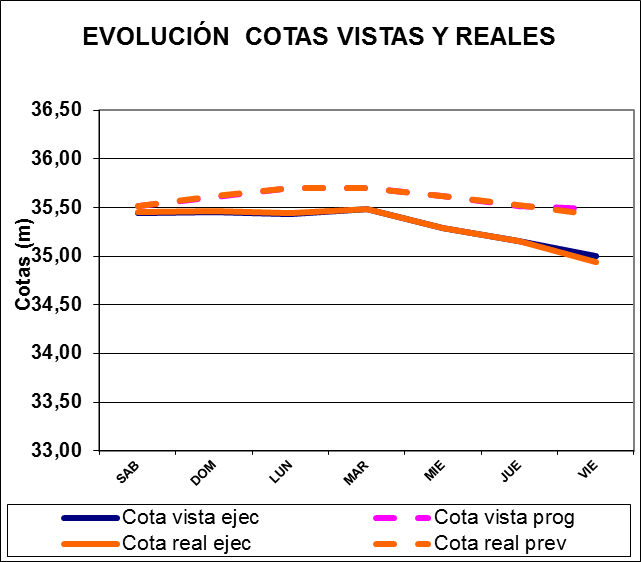 EVOLUCIÓN  COTAS VISTAS Y REALES
36,50
36,00
35,50
35,00
34,50
34,00
33,50
33,00
Cotas (m)
SAB
DOM
LUN
MAR
MIE
JUE
VIE
Cota vista ejec
Cota vista prog
Cota real ejec
Cota real prev